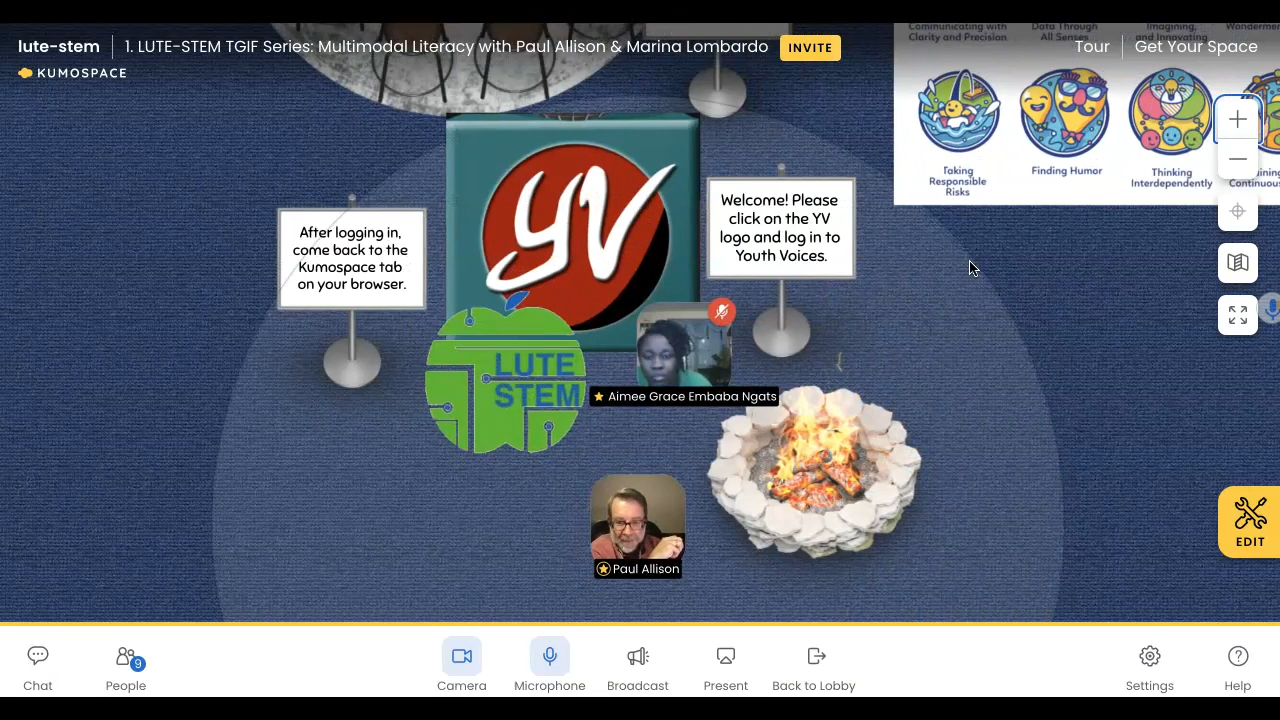 lute-stem
1. LUTE-STEM TGIF Series: Multimodal Literacy with Paul Allison & Marina Lombardo
INVITE
Tour
Get Your Space
KUMOSPACE
Communicating with
Clarity and Precision
Data Through
All Senses
Imagining,
and Innovating
Taking
Responsible
Risks
Finding Humor
Thinking
Interdependently
YV
After logging in,
come back to the
Kumospace tab
on your browser.
Welcome! Please
click on the YV
logo and log in to
Youth Voices.
LUTE
STEM
Aimee Grace Embaba Ngats
Paul Allison
EDIT
Chat
9
People
Camera
Microphone
Broadcast
Present
Back to Lobby
Settings
Help